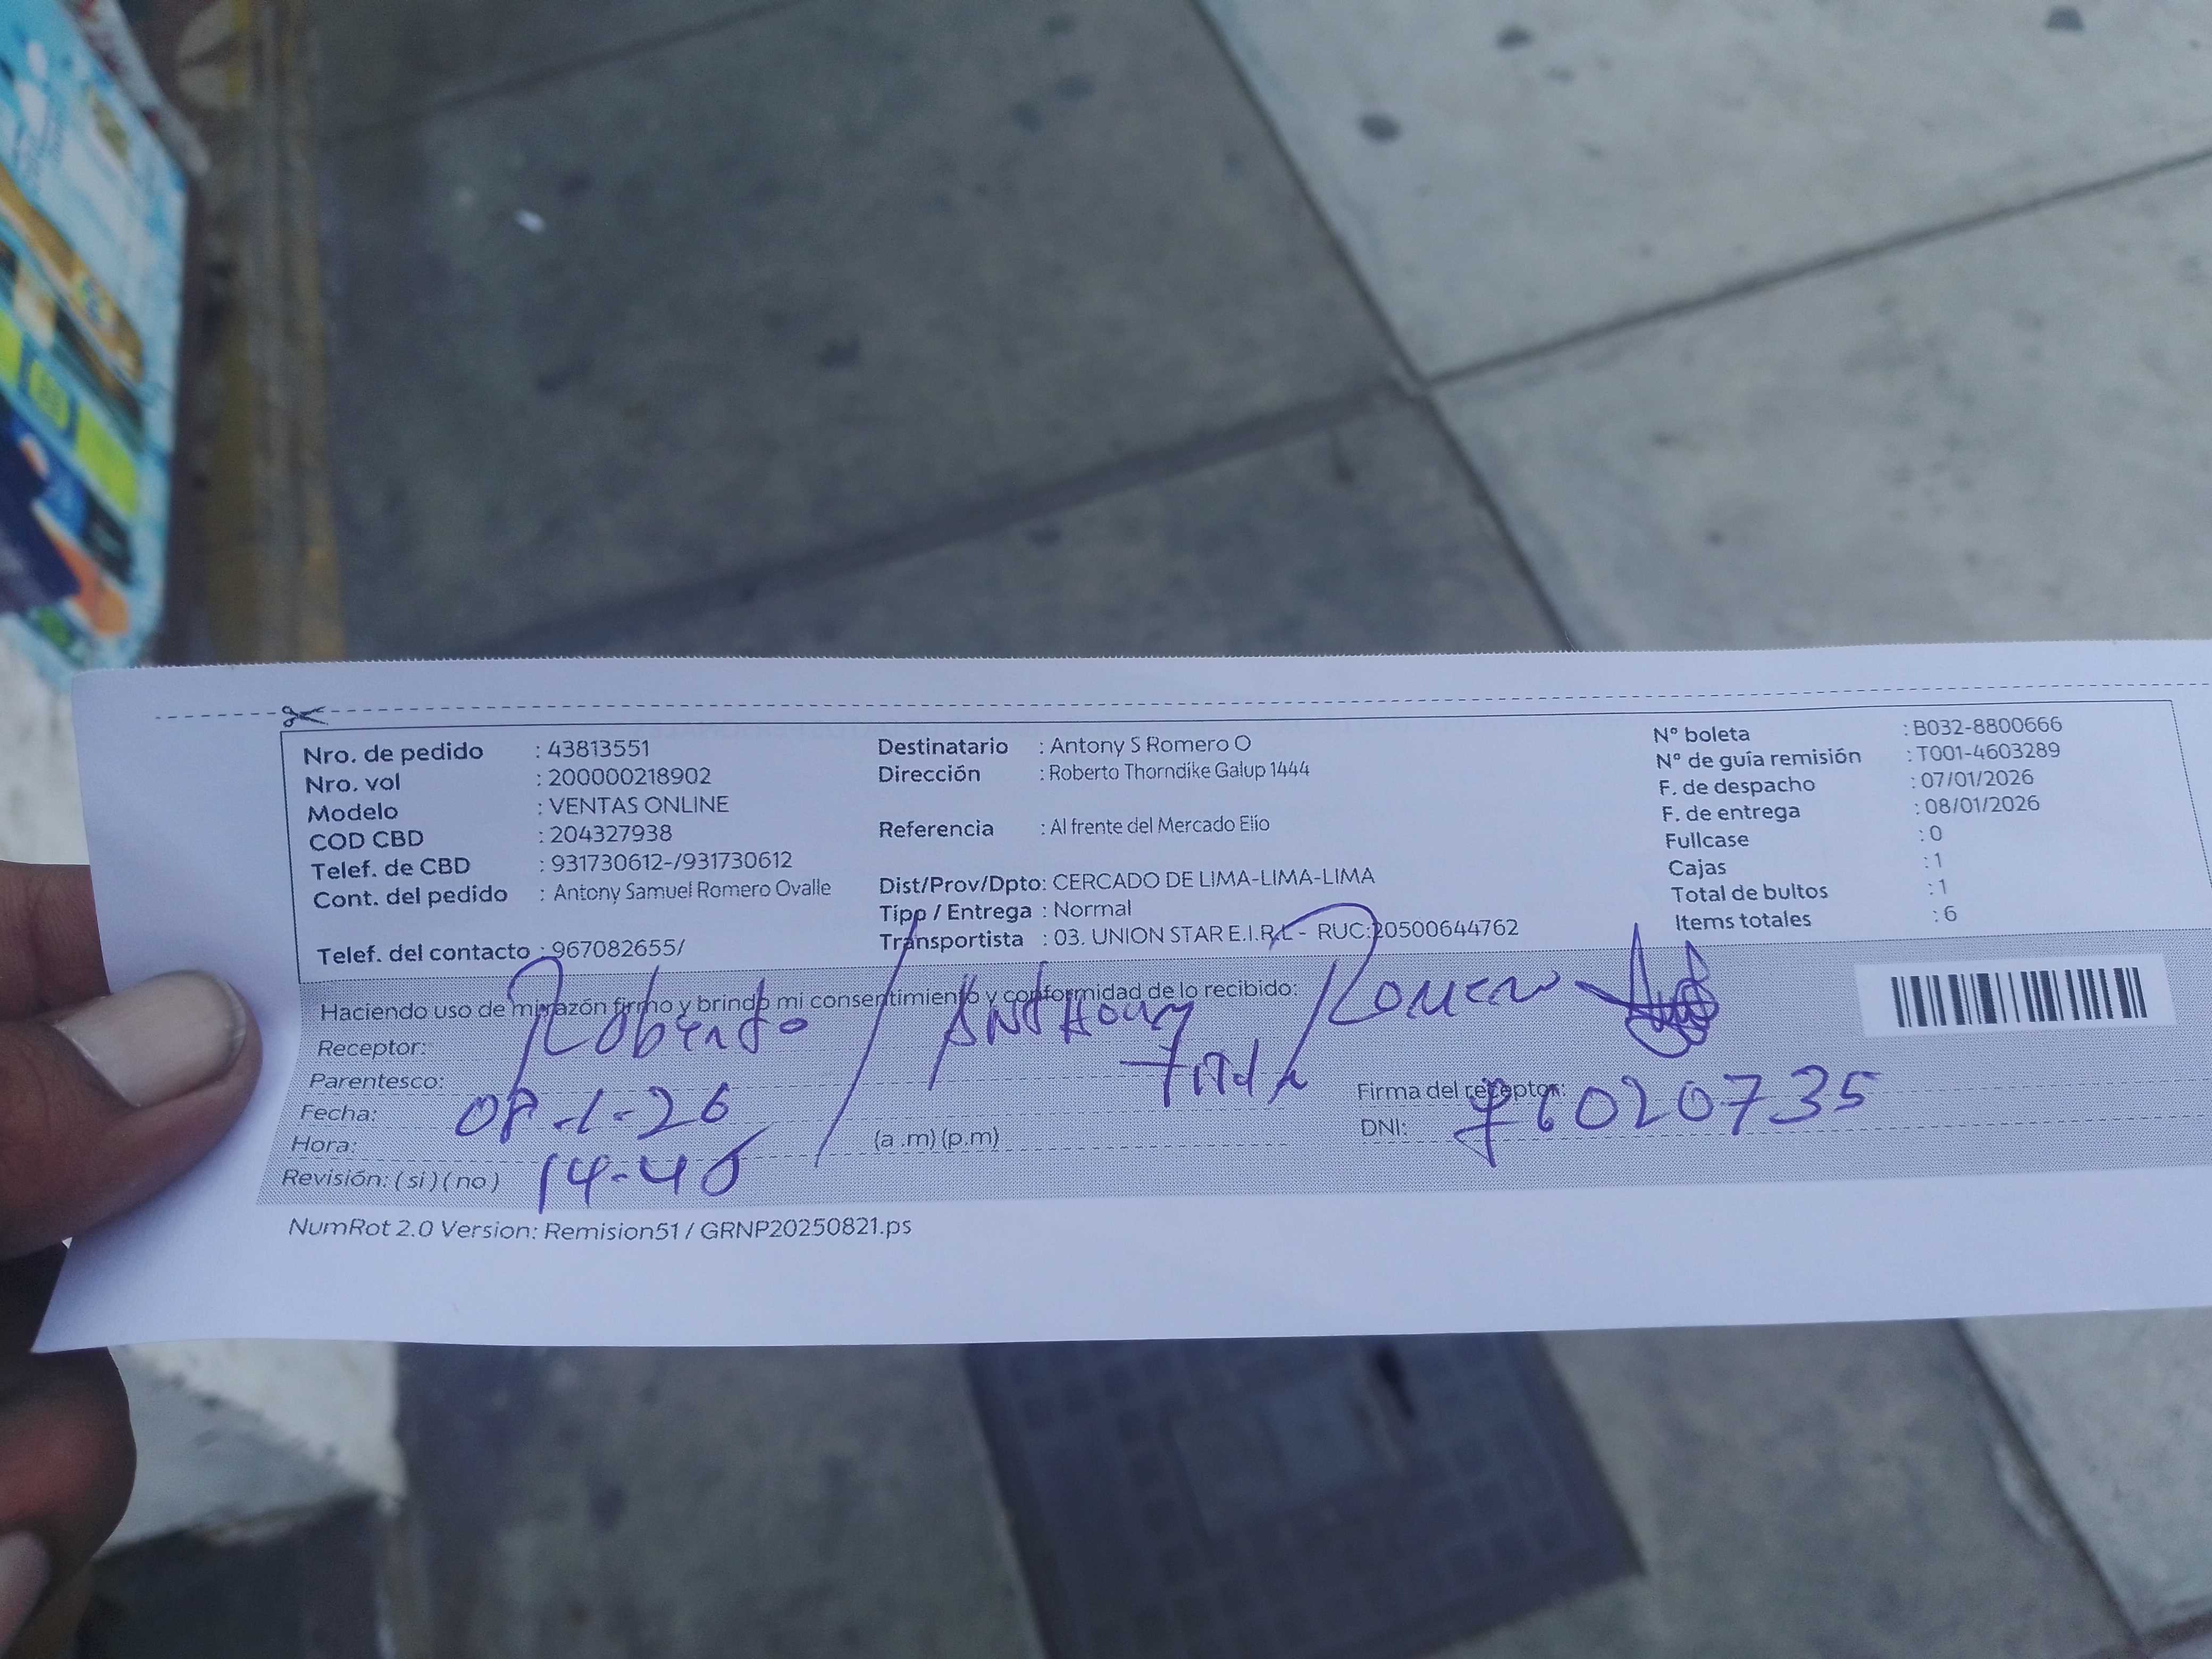 Nro. de pedido : 43813551
Nro. vol : 200000218902
Modelo : VENTAS ONLINE
COD CBD : 204327938
Telef. de CBD : 931730612-/931730612
Cont. del pedido : Antony Samuel Romero Ovalle
Telef. del contacto : 967082655/
Destinatario : Antony S Romero O
Dirección : Roberto Thorndike Galup 1444
Referencia : Al frente del Mercado Elío
Dist/Prov/Dpto: CERCADO DE LIMA-LIMA-LIMA
Tipp / Entrega : Normal
Transportista : 03. UNION STAR E.I.R.L - RUC:20500644762
N° boleta : B032-8800666
N° de guía remisión : T001-4603289
F. de despacho : 07/01/2026
F. de entrega : 08/01/2026
Fullcase : 0
Cajas : 1
Total de bultos : 1
Items totales : 6
Haciendo uso de mi razón firmo y brindo mi consentimiento y conformidad de lo recibido:
Receptor: Roberto / Anthony Romero
Parentesco:
Fecha: 08-1-26
Hora: 14-40 (a .m) (p.m)
Revisión: ( si ) ( no )
Firma del receptor:
DNI: 020735
NumRot 2.0 Version: Remision51 / GRNP20250821.ps